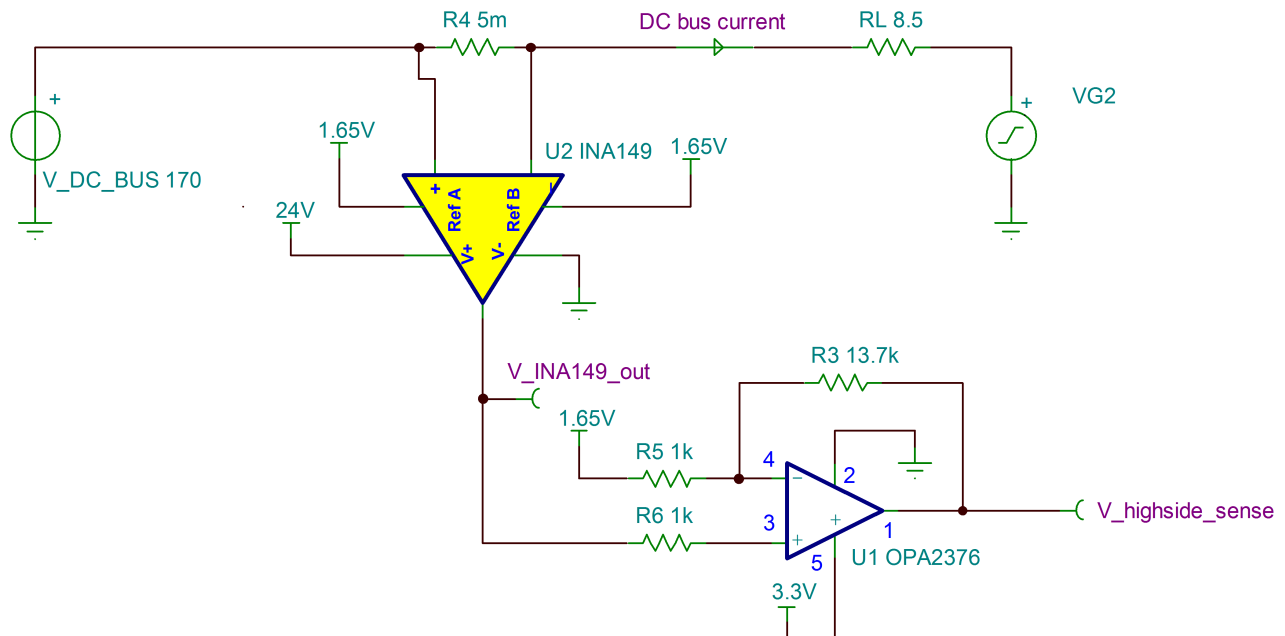 R4 5m
DC bus current
RL 8.5
+
VG2
+
1.65V
U2 INA149
1.65V
V_DC_BUS 170
+
–
Ref A
Ref B
24V
V+
V-
R3 13.7k
V_INA149_out
1.65V
R5 1k
4
–
2
R6 1k
3
+
+
1
V_highside_sense
5
U1 OPA2376
3.3V